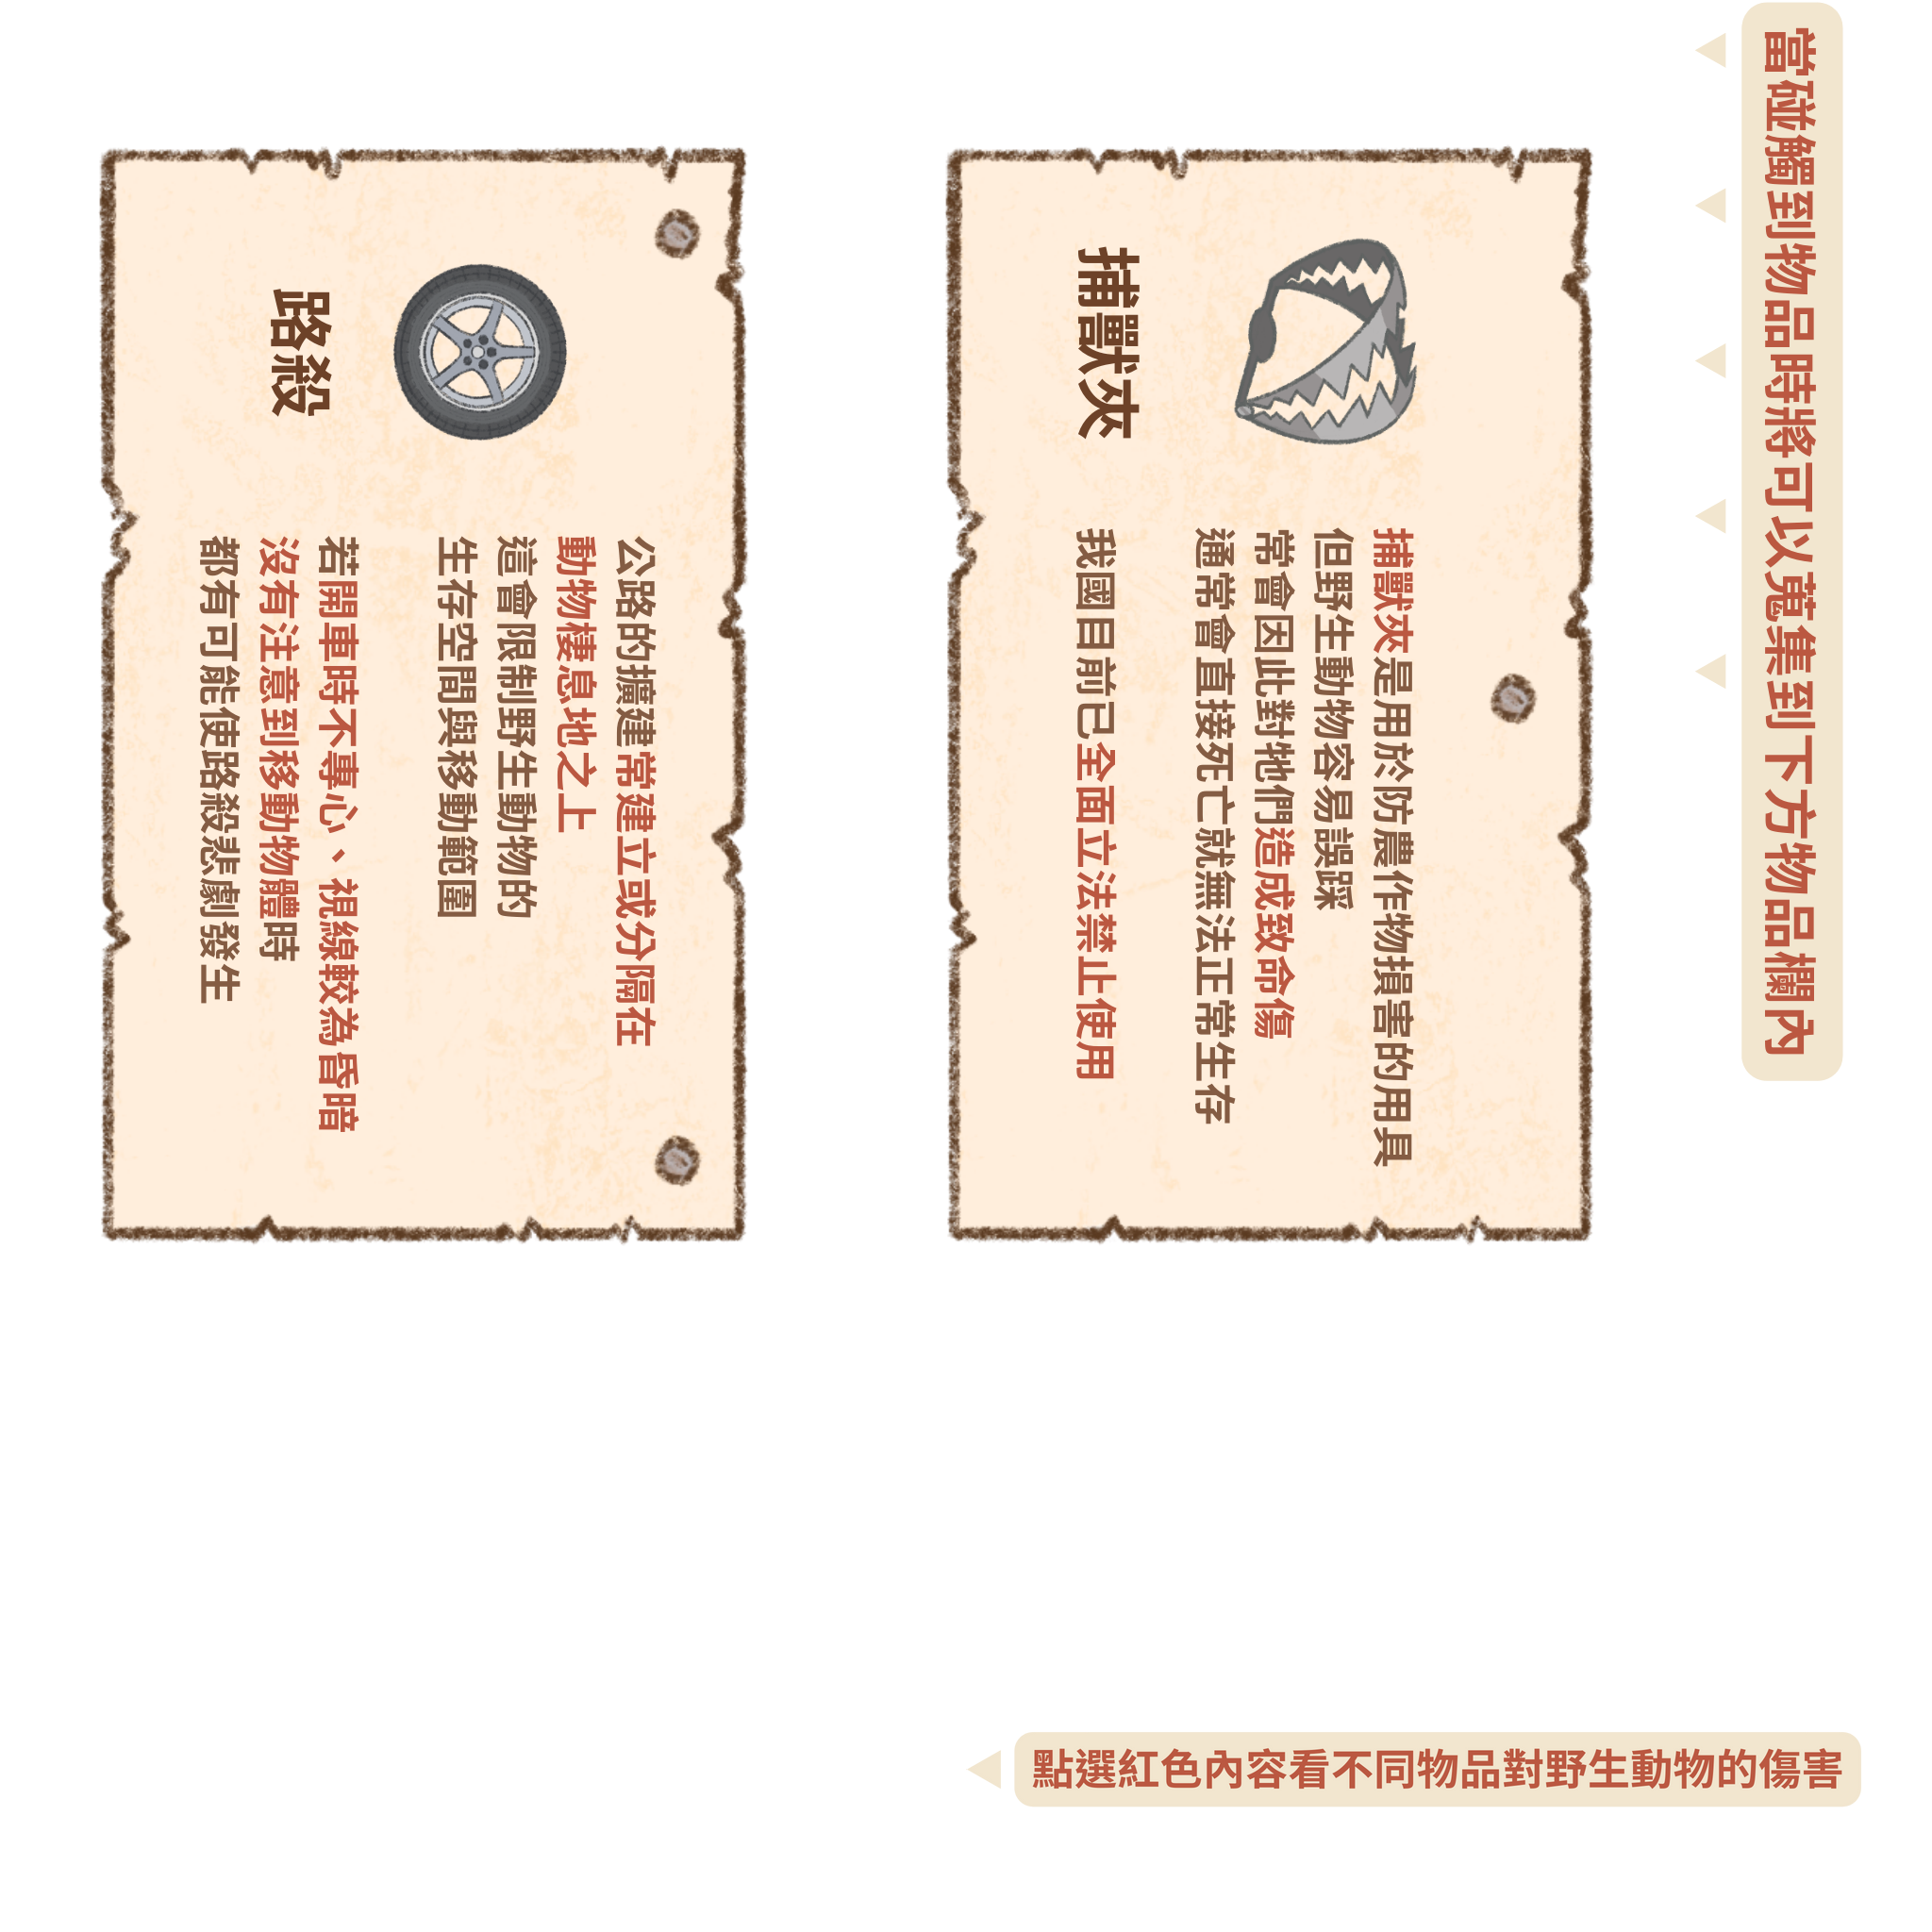 當碰觸到物品時將可以蒐集到下方物品欄內
捕獸夾
捕獸夾是用於防農作物損害的用具
但野生動物容易誤踩
常會因此對牠們造成致命傷
通常會直接死亡就無法正常生存
我國目前已全面立法禁止使用
路殺
公路的擴建常建立或分隔在
動物棲息地之上
這會限制野生動物的
生存空間與移動範圍
若開車時不專心、視線較為昏暗
沒有注意到移動物體時
都有可能使路殺悲劇發生
點選紅色內容看不同物品對野生動物的傷害